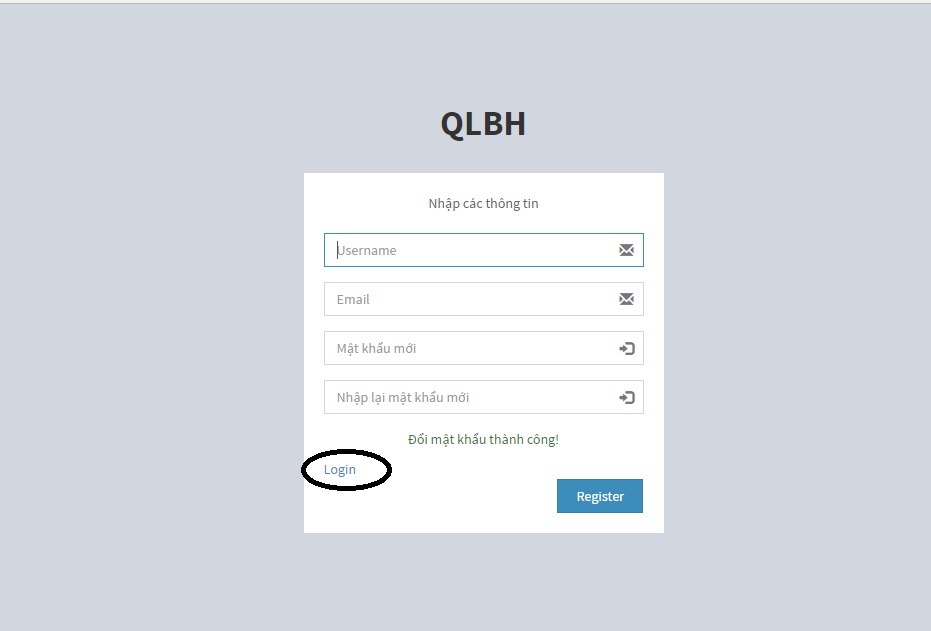 QLBH
Nhập các thông tin
Username
Email
Mật khẩu mới
Nhập lại mật khẩu mới
Đổi mật khẩu thành công!
Login
Register